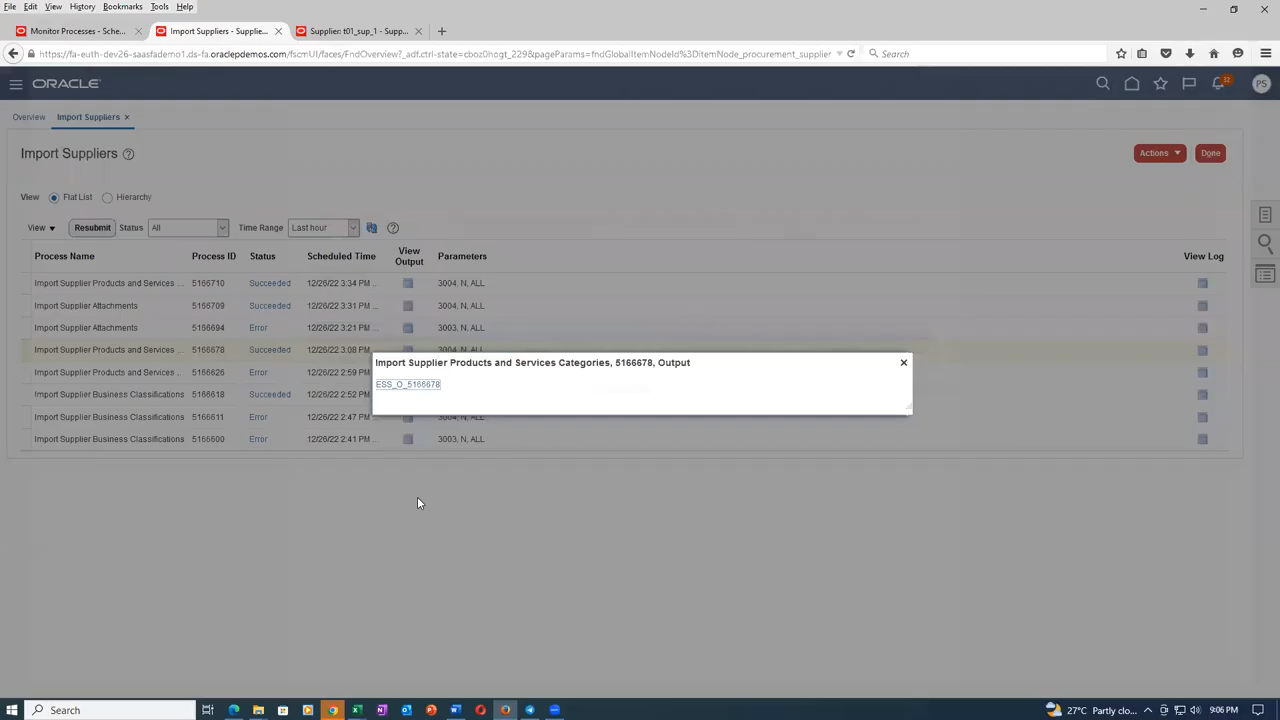 File Edit View History Bookmarks Tools Help
Monitor Processes - Sche... Import Suppliers - Supplie... Supplier: t01_sup_1 - Supp...
https://fa-euth-dev26-saasfademo1.ds-fa.oraclepdemos.com/fscmUI/faces/FndOverview?_adf.ctrl-state=cboz0hogt_229&pageParams=fndGlobalItemNodeId%3DitemNode_procurement_supplier Search
ORACLE 32 PS
Overview Import Suppliers
Import Suppliers Actions Done
View Flat List Hierarchy
View Resubmit Status All Time Range Last hour
Process Name Process ID Status Scheduled Time View Output Parameters View Log
Import Supplier Products and Services ... 5166710 Succeeded 12/26/22 3:34 PM ... 3004, N, ALL
Import Supplier Attachments 5166709 Succeeded 12/26/22 3:31 PM ... 3004, N, ALL
Import Supplier Attachments 5166694 Error 12/26/22 3:21 PM ... 3003, N, ALL
Import Supplier Products and Services ... 5166678 Succeeded 12/26/22 3:08 PM ... 3004, N, ALL
Import Supplier Products and Services ... 5166626 Error 12/26/22 2:59 PM
Import Supplier Business Classifications 5166618 Succeeded 12/26/22 2:52 PM
Import Supplier Business Classifications 5166611 Error 12/26/22 2:47 PM ... 3004, N, ALL
Import Supplier Business Classifications 5166600 Error 12/26/22 2:41 PM ... 3003, N, ALL
Import Supplier Products and Services Categories, 5166678, Output
ESS_O_5166678
Search 27°C Partly clo... 9:06 PM